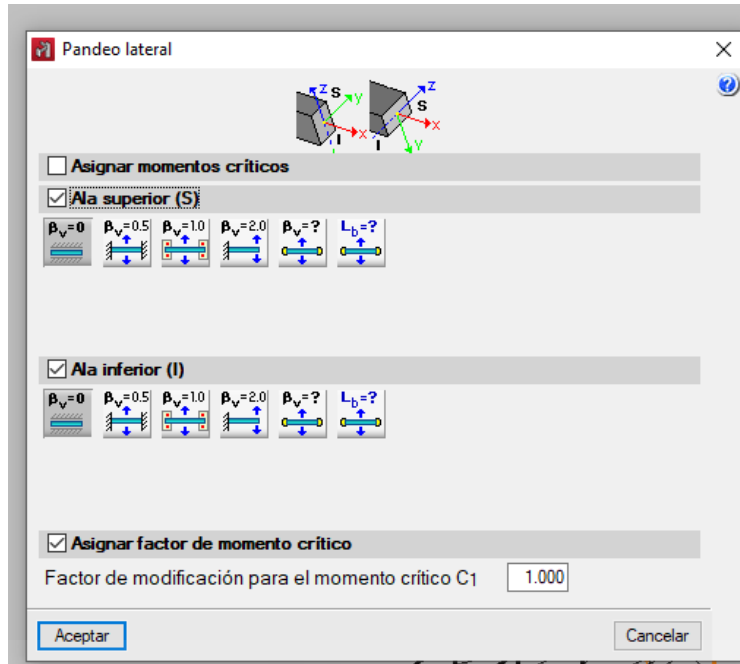 Pandeo lateral
z S y x I
z S x y I
Asignar momentos críticos
Ala superior (S)
βv=0 βv=0.5 βv=1.0 βv=2.0 βv=? Lb=?
Ala inferior (I)
βv=0 βv=0.5 βv=1.0 βv=2.0 βv=? Lb=?
Asignar factor de momento crítico
Factor de modificación para el momento crítico C1 1.000
Aceptar Cancelar